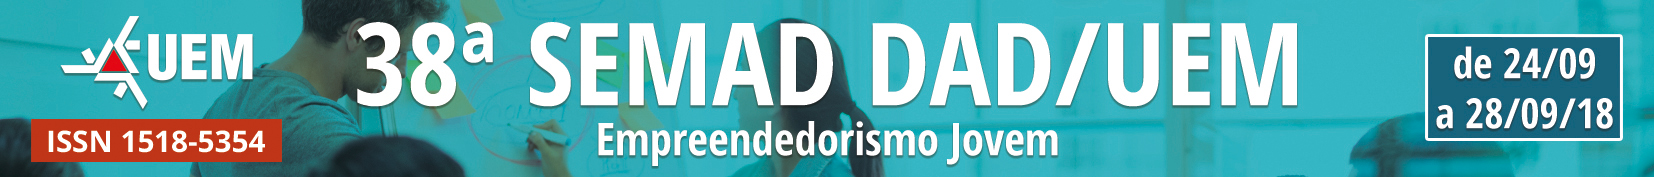 UEM
ISSN 1518-5354
38ª SEMAD DAD/UEM
Empreendedorismo Jovem
de 24/09
a 28/09/18